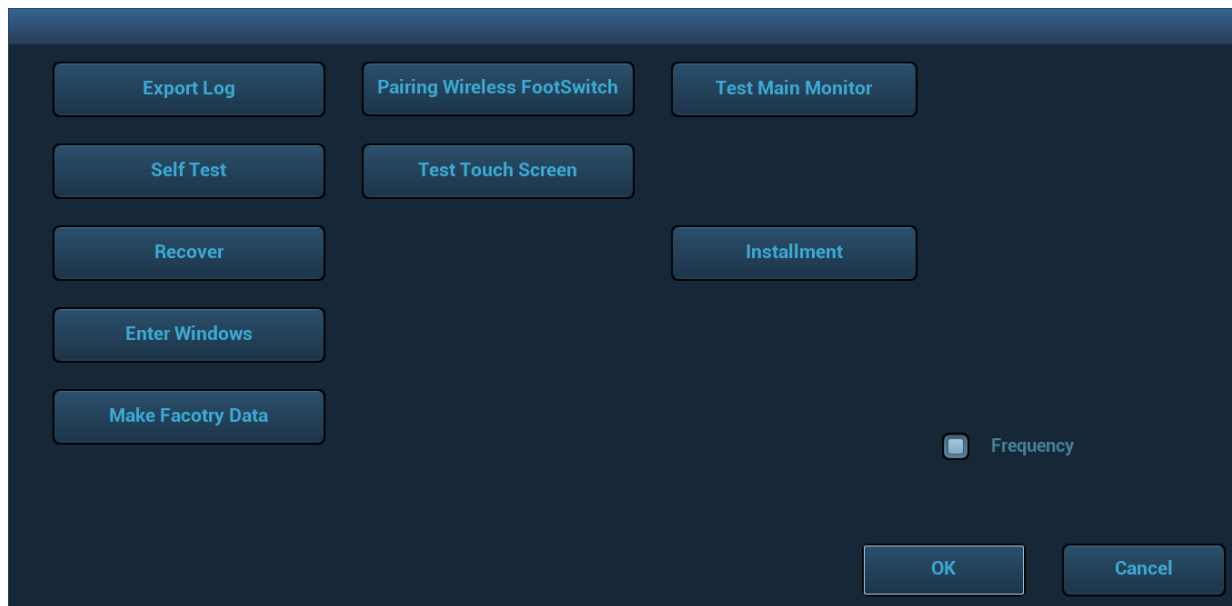 Export Log
Pairing Wireless FootSwitch
Test Main Monitor
Self Test
Test Touch Screen
Recover
Installment
Enter Windows
Make Facotry Data
Frequency
OK
Cancel